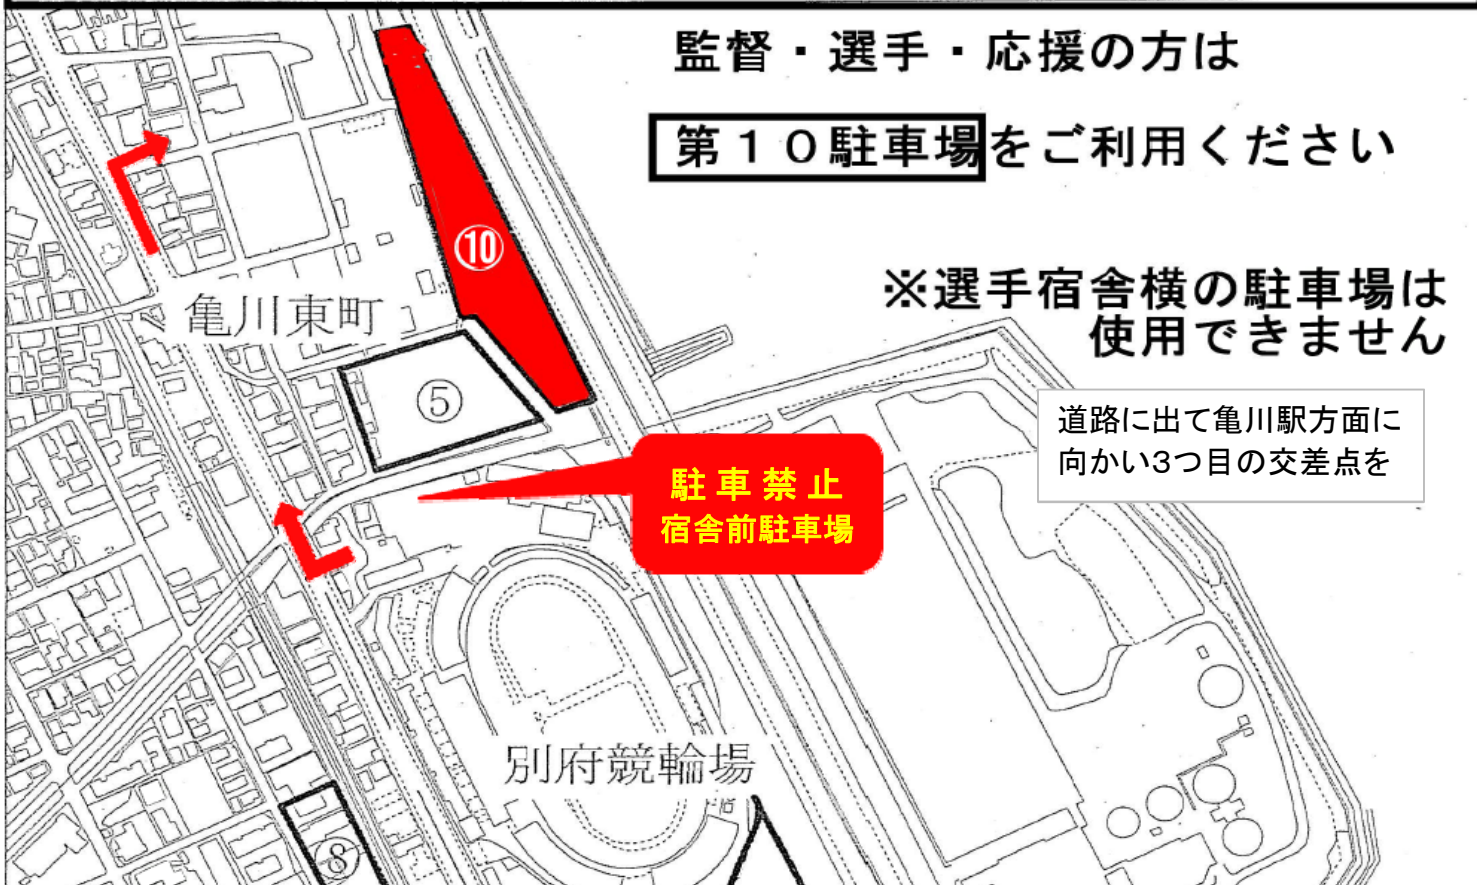 監督・選手・応援の方は
第１０駐車場をご利用ください
※選手宿舎横の駐車場は
使用できません
道路に出て亀川駅方面に
向かい3つ目の交差点を
⑩
亀川東町
⑤
駐車禁止
宿舎前駐車場
別府競輪場
⑧